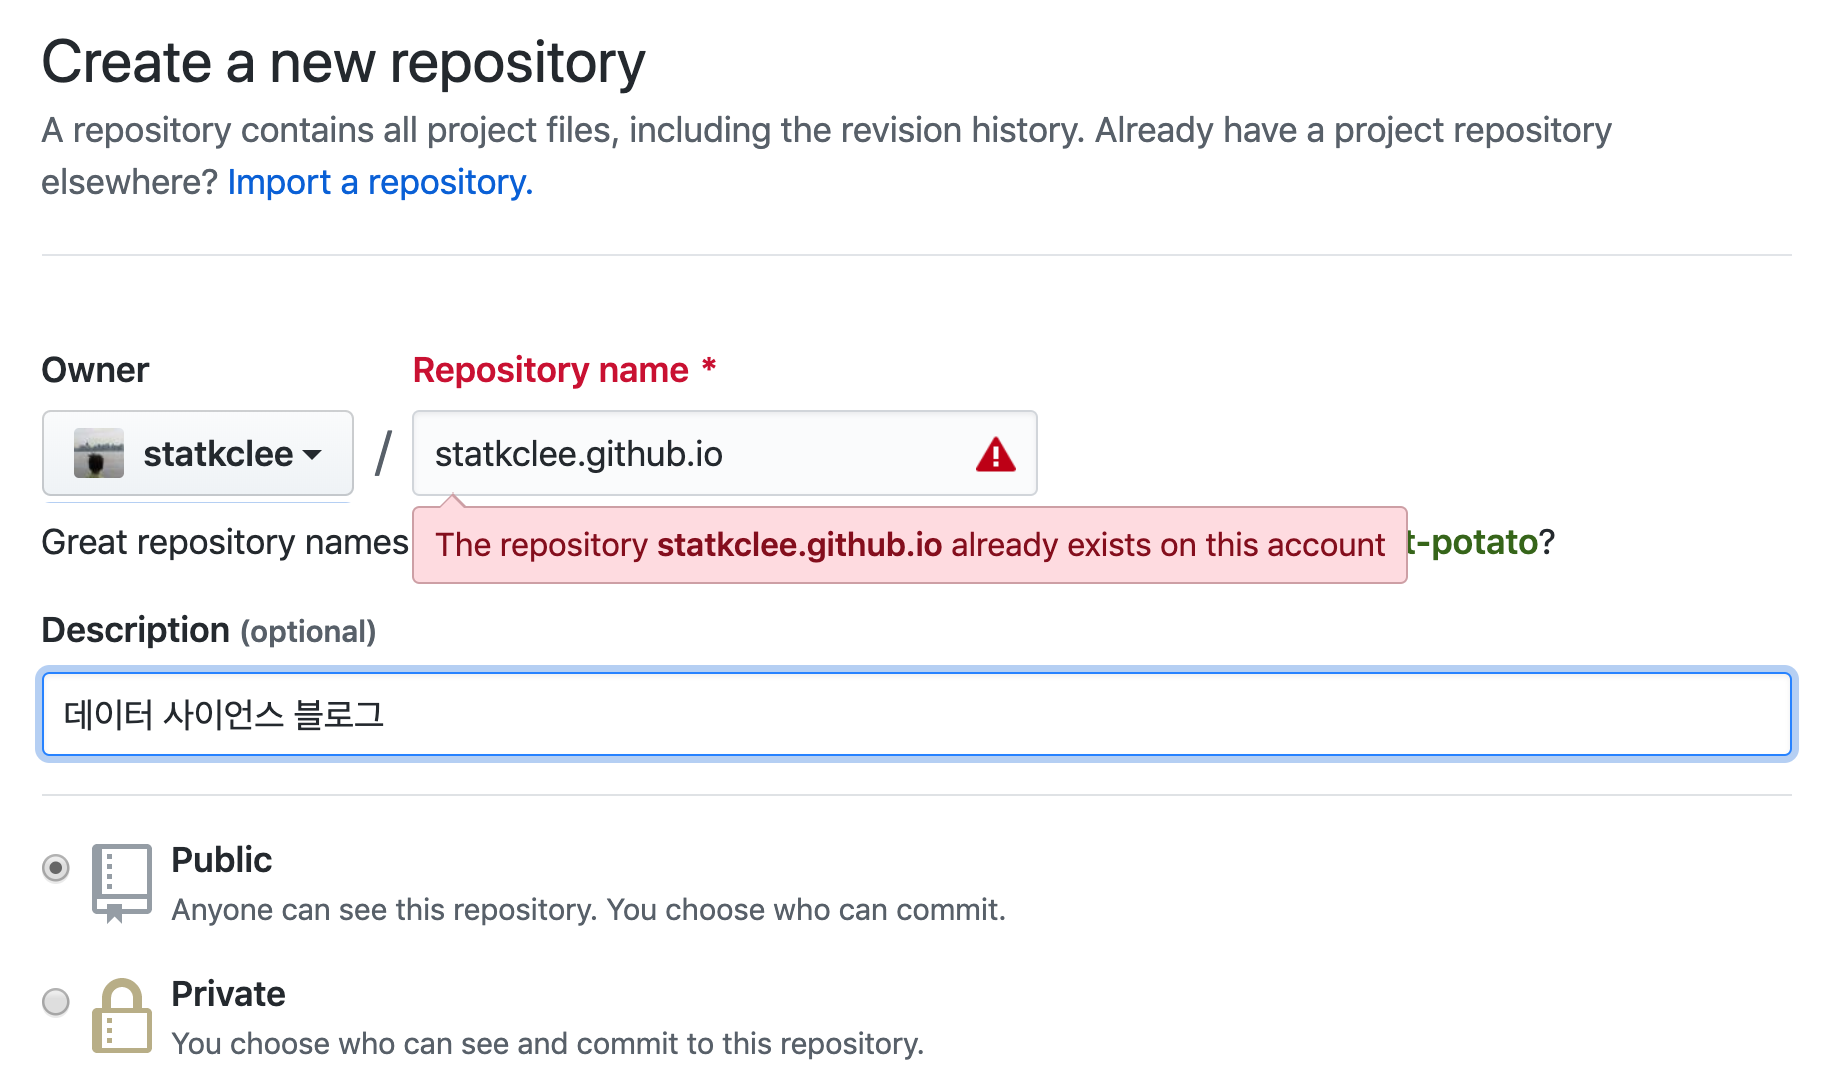 Create a new repository
A repository contains all project files, including the revision history. Already have a project repository
elsewhere? Import a repository.
Owner
Repository name *
statkclee
/
statkclee.github.io
Great repository names
The repository statkclee.github.io already exists on this account
t-potato?
Description (optional)
데이터 사이언스 블로그
Public
Anyone can see this repository. You choose who can commit.
Private
You choose who can see and commit to this repository.